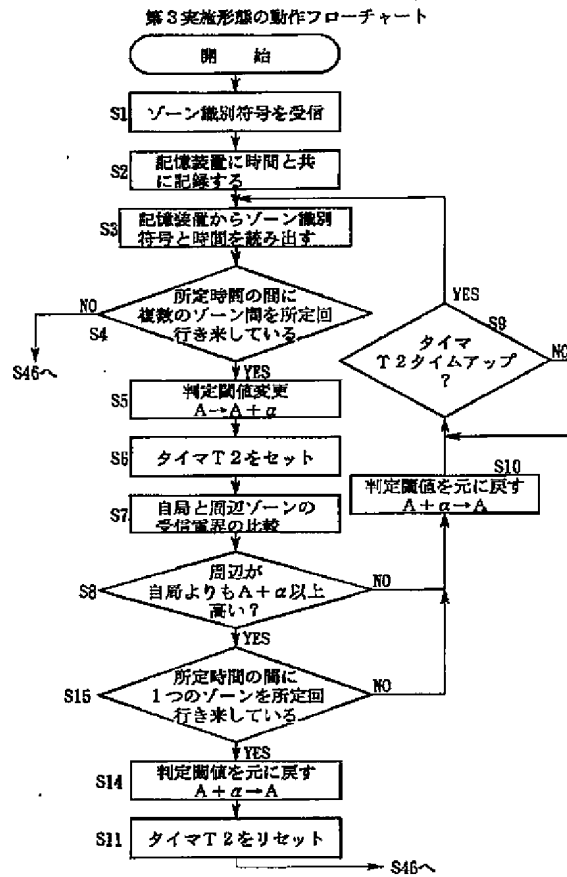 第3実施形態の動作フローチャート
開　始
S1
ゾーン識別符号を受信
S2
記憶装置に時間と共
に記録する
S3
記憶装置からゾーン識別
符号と時間を読み出す
NO
所定時間の間に
複数のゾーン間を所定回
行き来している
S4
S46へ
YES
S5
判定閾値変更
A→A+α
S6
タイマT2をセット
S7
自局と周辺ゾーンの
受信電界の比較
S8
周辺が
自局よりもA+α以上
高い?
NO
YES
S15
所定時間の間に
1つのゾーンを所定回
行き来している
NO
YES
S14
判定閾値を元に戻す
A+α→A
S11
タイマT2をリセット
S46へ
YES
S9
タイマ
T2タイムアップ
?
NO
S10
判定閾値を元に戻す
A+α→A